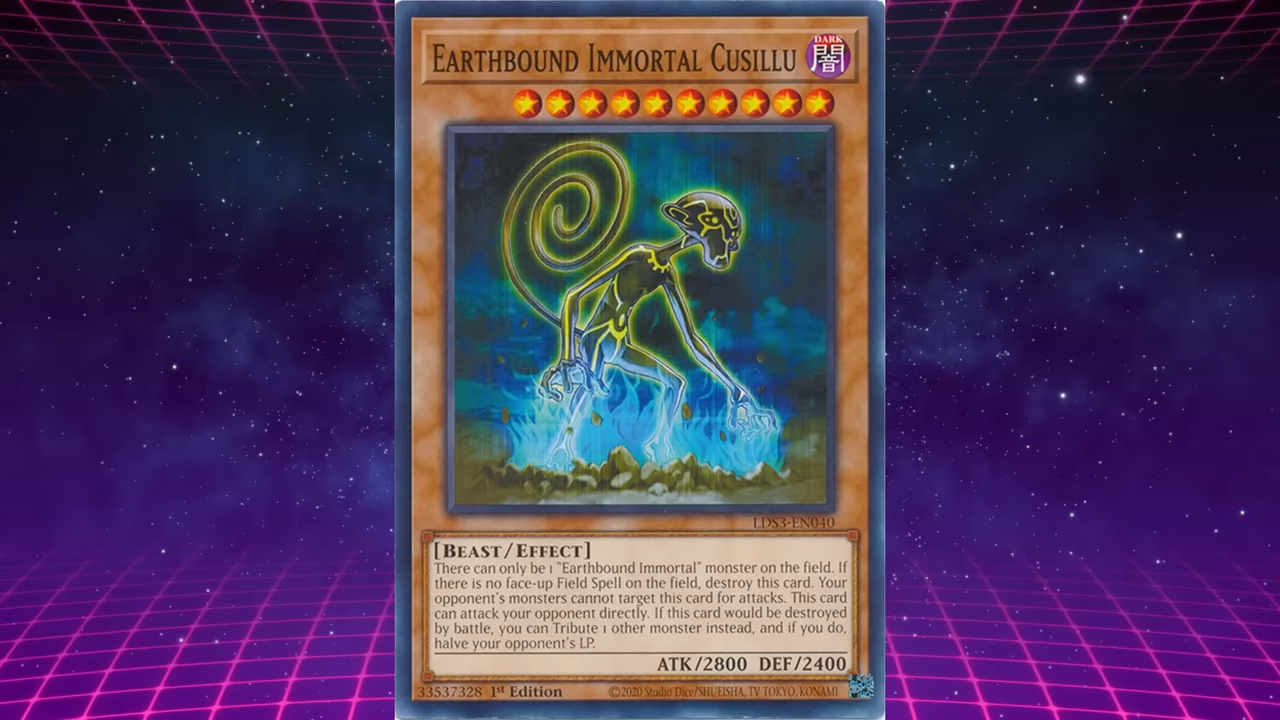 EARTHBOUND IMMORTAL CUSILLU
DARK
闇
LDS3-EN040
[BEAST/EFFECT]
There can only be 1 "Earthbound Immortal" monster on the field. If
there is no face-up Field Spell on the field, destroy this card. Your
opponent's monsters cannot target this card for attacks. This card
can attack your opponent directly. If this card would be destroyed
by battle, you can Tribute 1 other monster instead, and if you do,
halve your opponent's LP.
ATK/2800 DEF/2400
33537328 1st Edition ©2020 Studio Dice/SHUEISHA, TV TOKYO, KONAMI